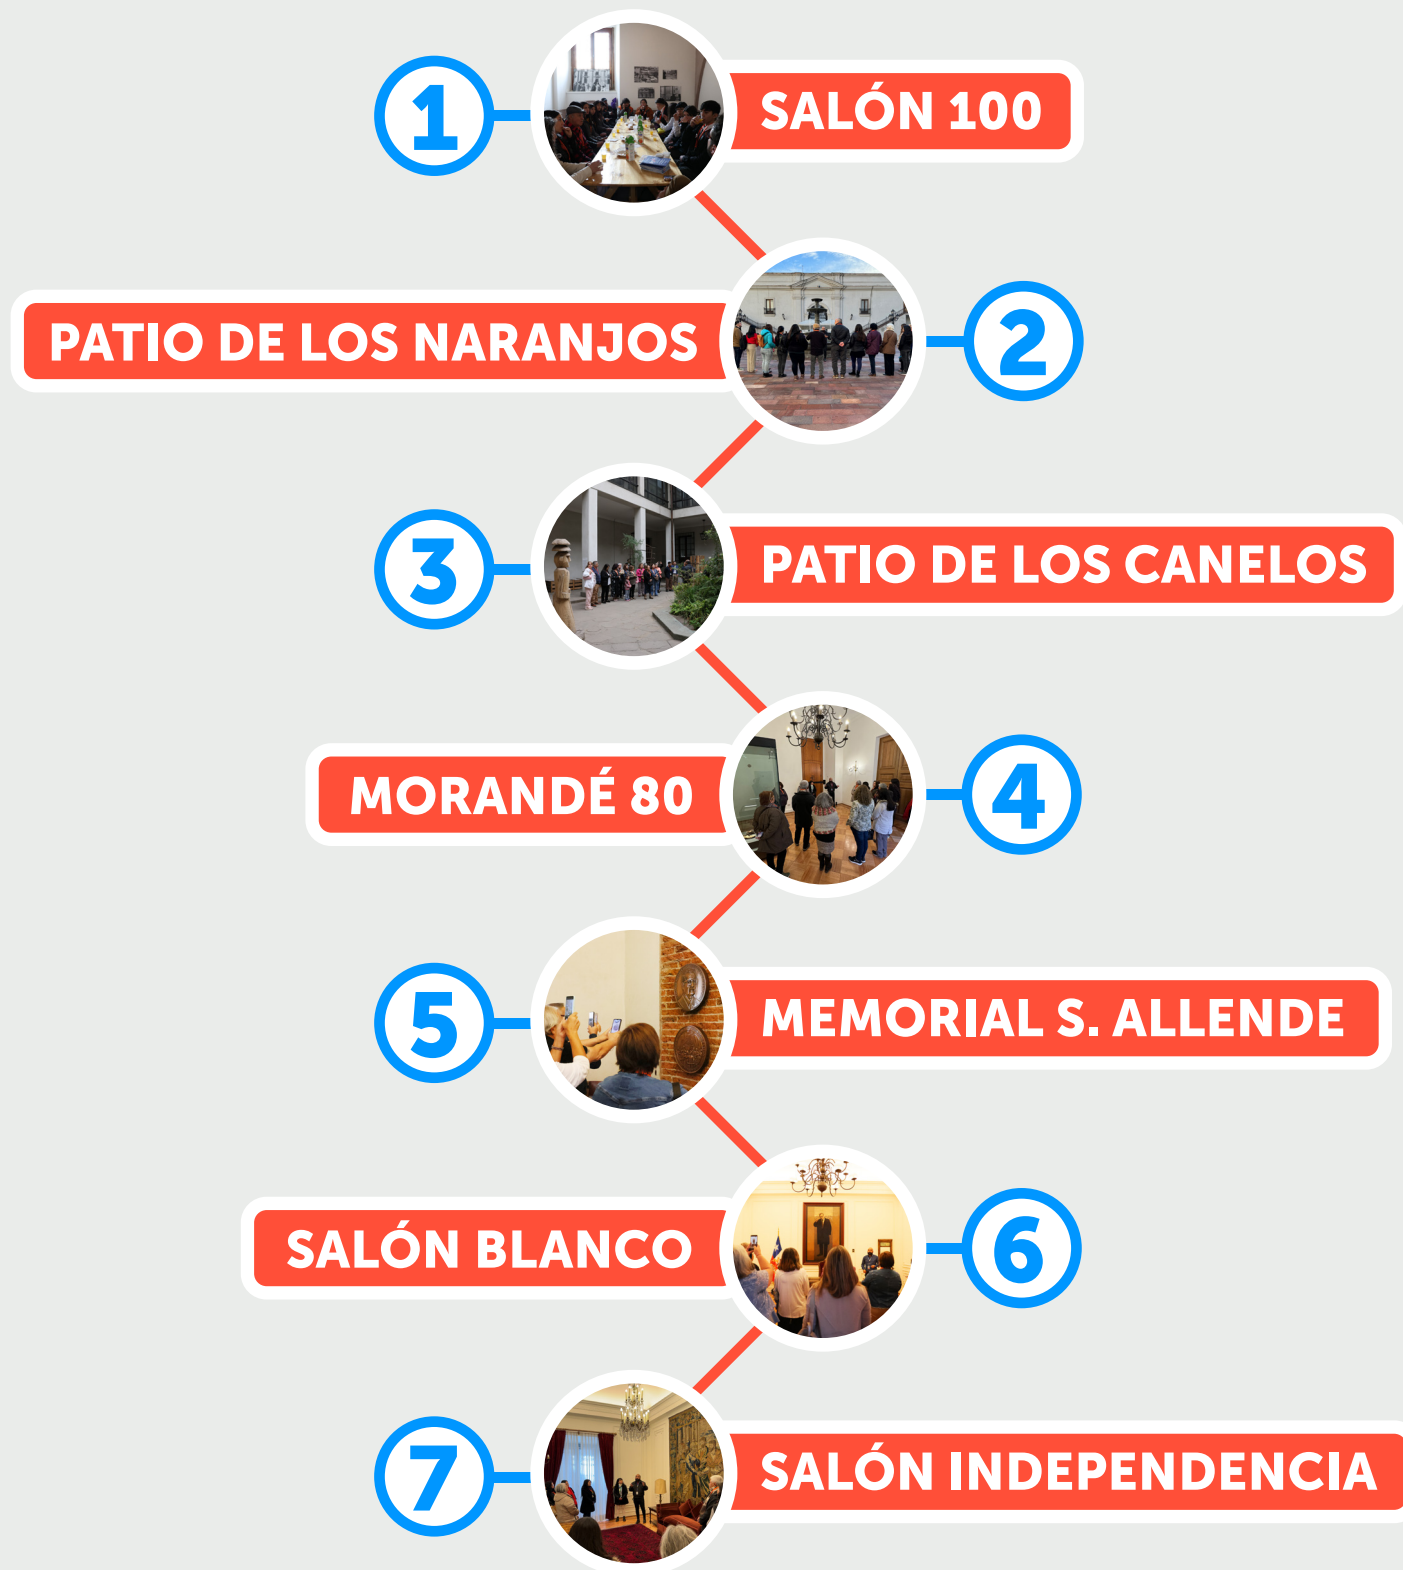 1
SALÓN 100
PATIO DE LOS NARANJOS
2
3
PATIO DE LOS CANELOS
MORANDÉ 80
4
5
MEMORIAL S. ALLENDE
SALÓN BLANCO
6
7
SALÓN INDEPENDENCIA